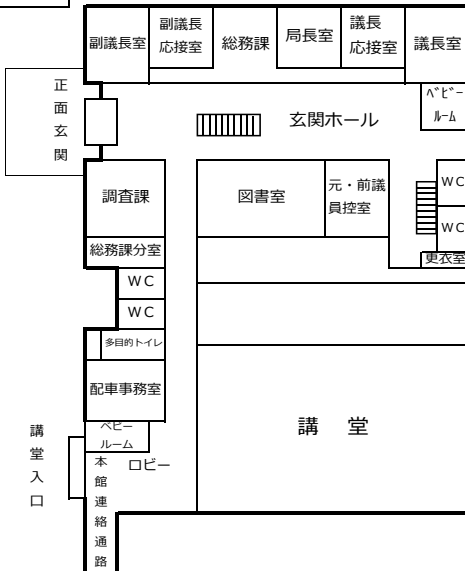 副議長室
副議長
応接室
総務課
局長室
議長
応接室
議長室
正面玄関
ベビー
ルーム
玄関ホール
調査課
図書室
元・前議
員控室
WC
WC
更衣室
総務課分室
WC
WC
多目的トイレ
配車事務室
ベビー
ルーム
講堂入口
ロビー
本館連絡通路
講　堂